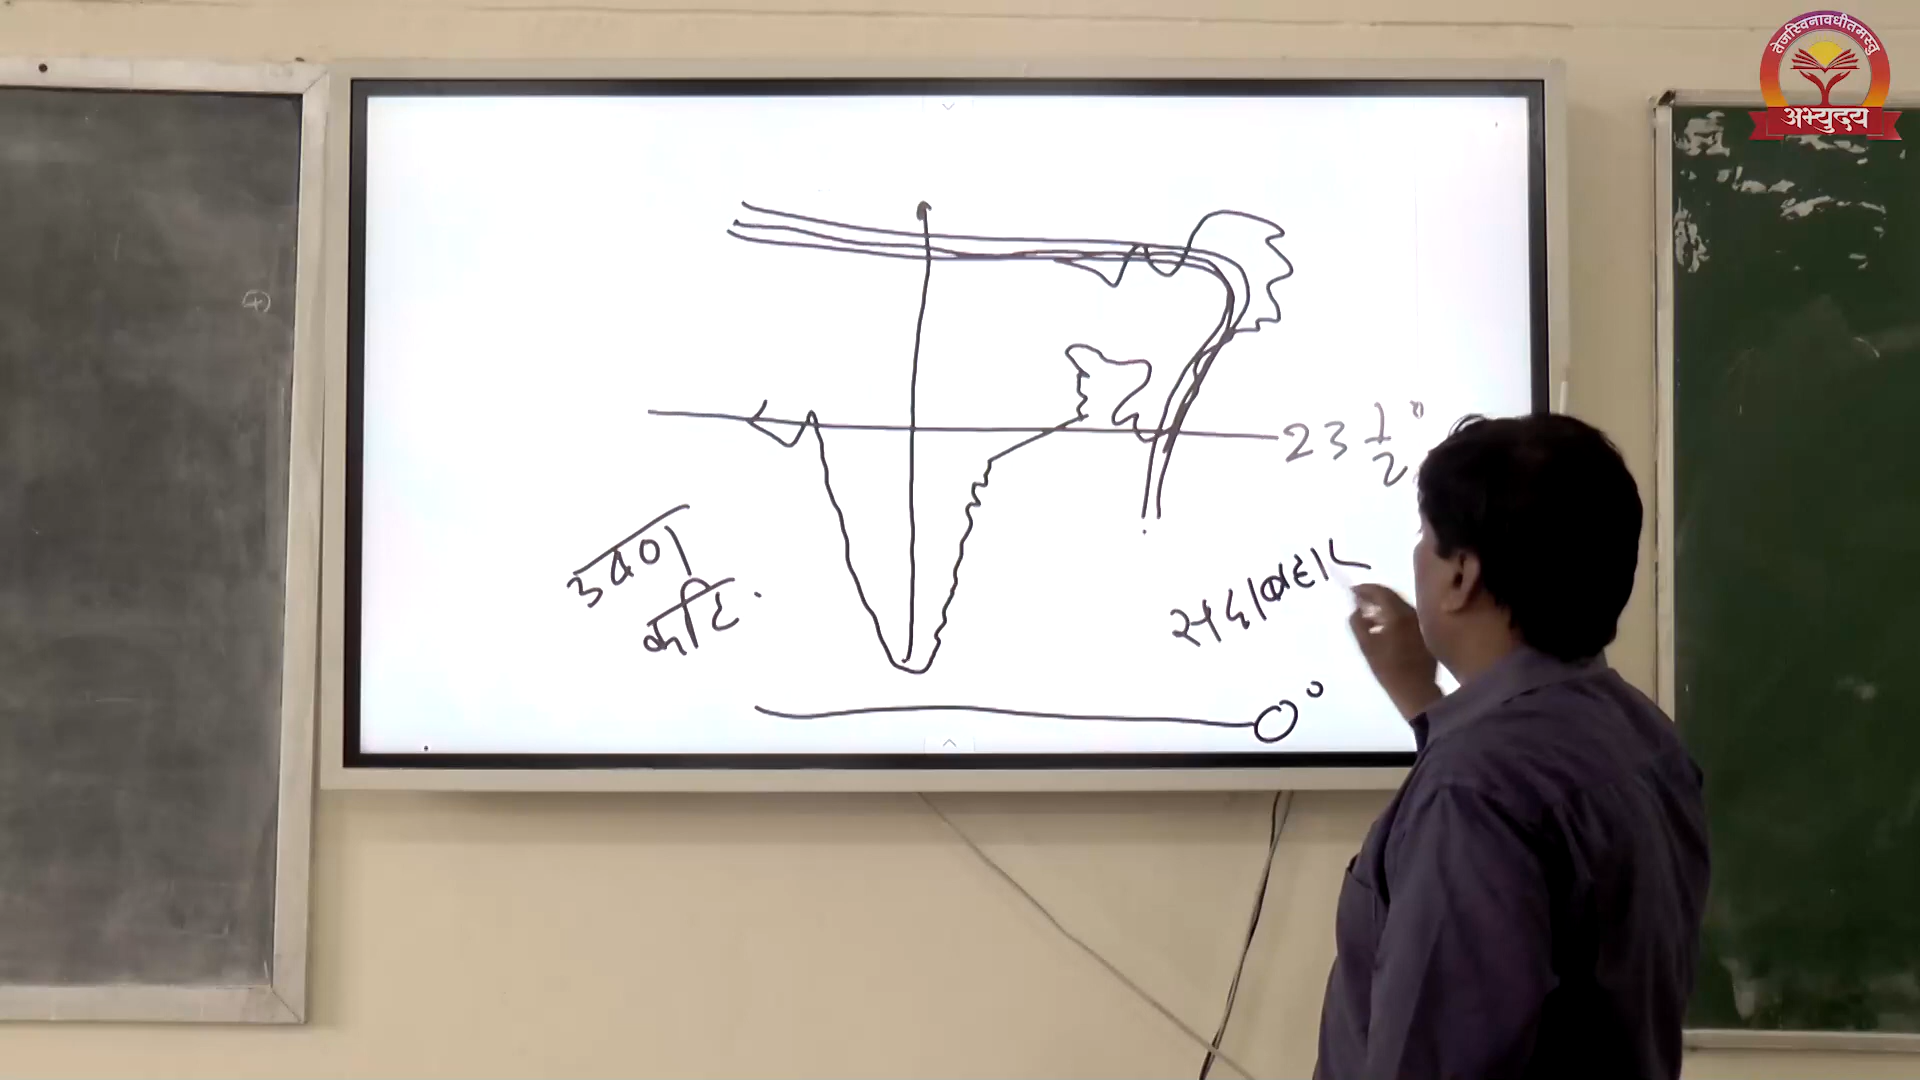 तेजस्विनावधीतमस्तु
अभ्युदय
23 1/2°
उष्ण
कटि
सदाबहार
0°